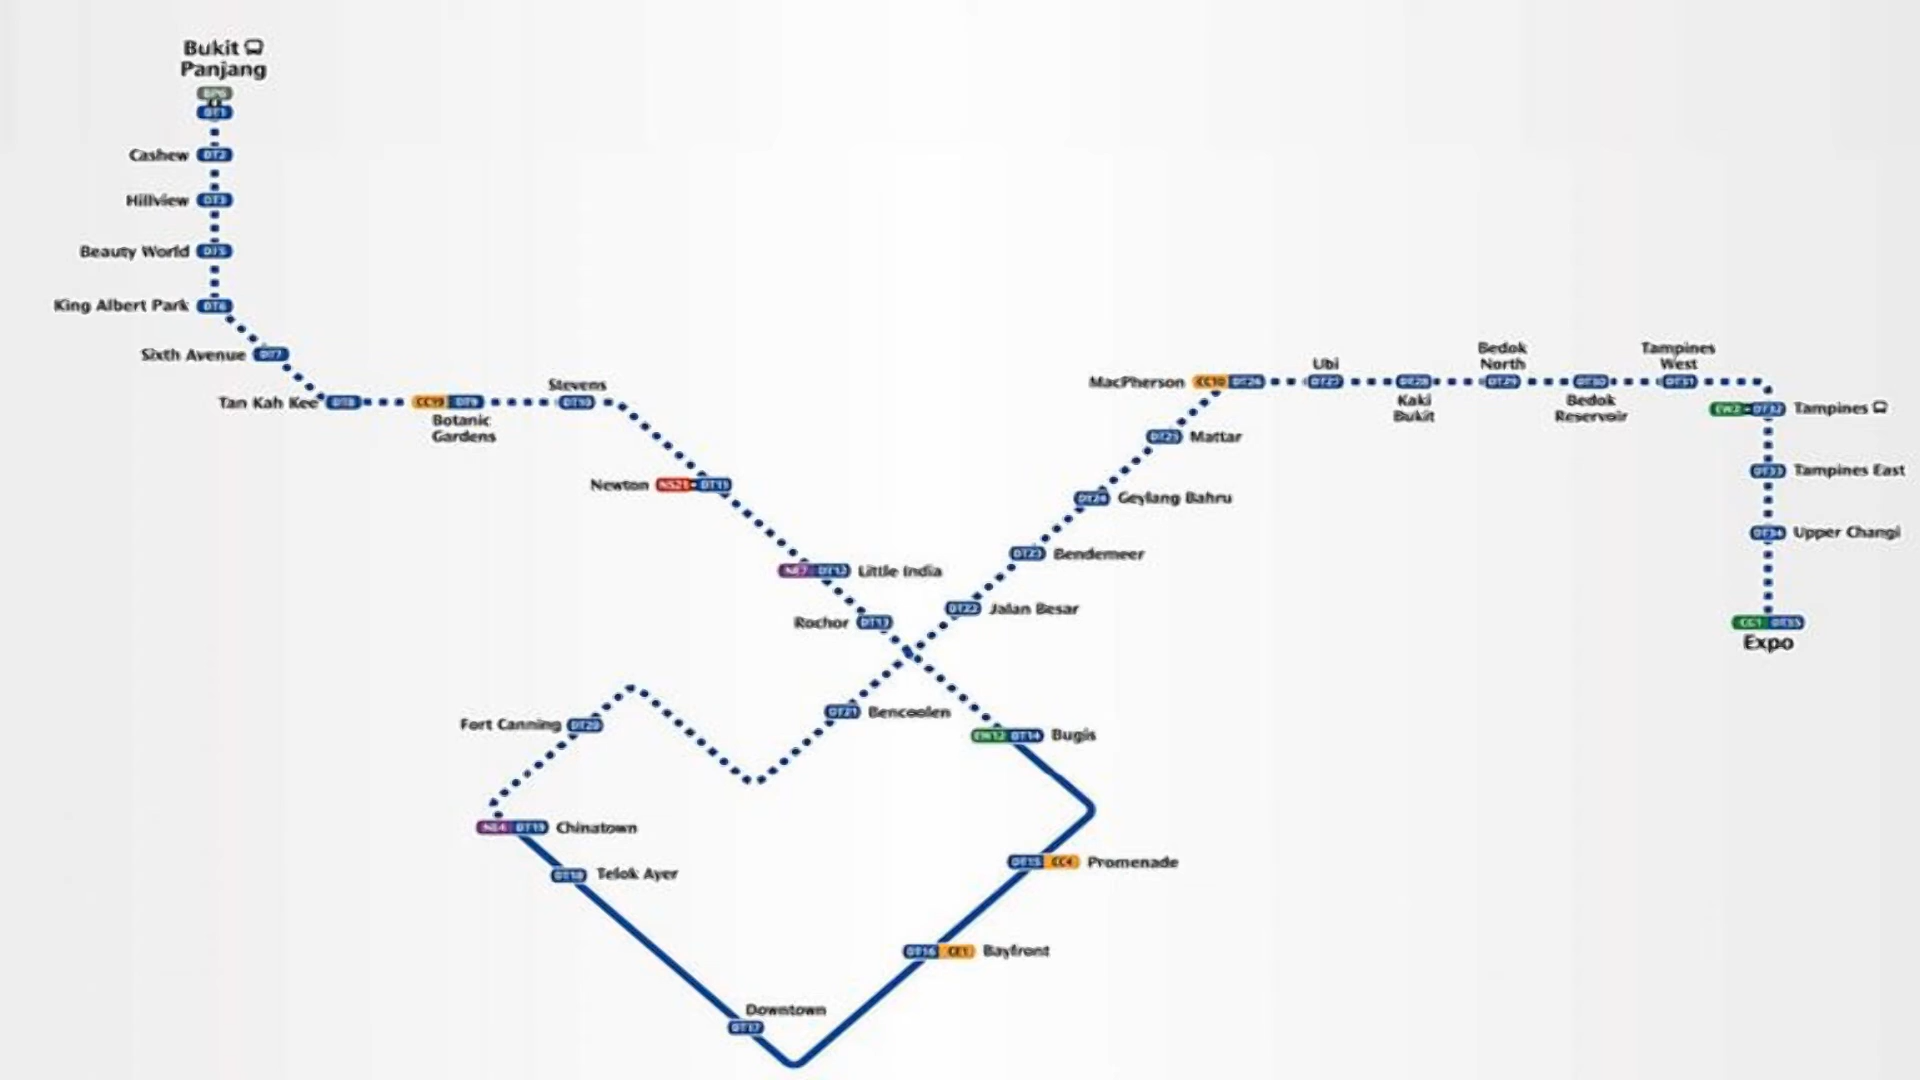 Bukit
Panjang
BP6
DT1
Cashew DT2
Hillview DT3
Beauty World DT5
King Albert Park DT6
Sixth Avenue DT7
Tan Kah Kee DT8
CC19 DT9
Botanic
Gardens
Stevens
DT10
Newton NS21 DT11
NE7 DT12 Little India
Rochor DT13
EW12 DT14 Bugis
DT15 CC4 Promenade
DT16 CE1 Bayfront
Downtown
DT17
DT18 Telok Ayer
NE4 DT19 Chinatown
Fort Canning DT20
DT21 Bencoolen
DT22 Jalan Besar
DT23 Bendemeer
DT24 Geylang Bahru
DT25 Mattar
MacPherson CC10 DT26
Ubi
DT27
DT28
Kaki
Bukit
Bedok
North
DT29
DT30
Bedok
Reservoir
Tampines
West
DT31
EW2 DT32 Tampines
DT33 Tampines East
DT34 Upper Changi
CG1 DT35
Expo